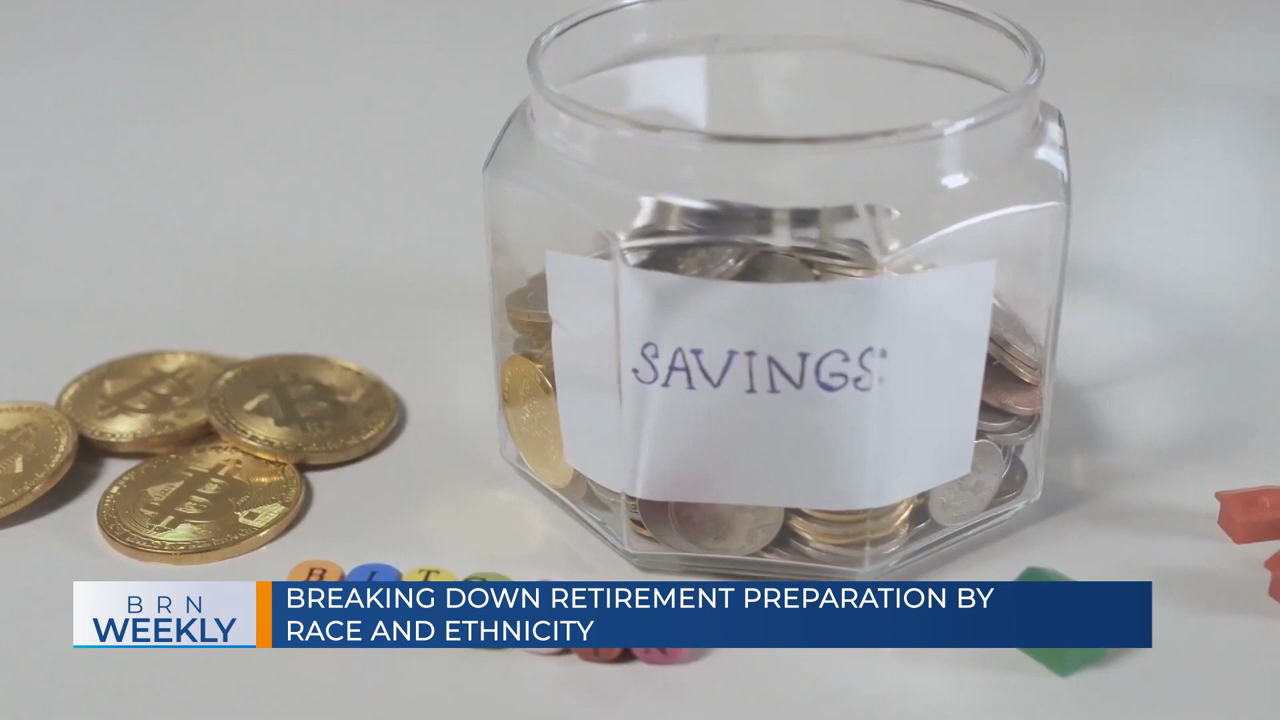 SAVINGS:
B I T
BRN
WEEKLY
BREAKING DOWN RETIREMENT PREPARATION BY
RACE AND ETHNICITY